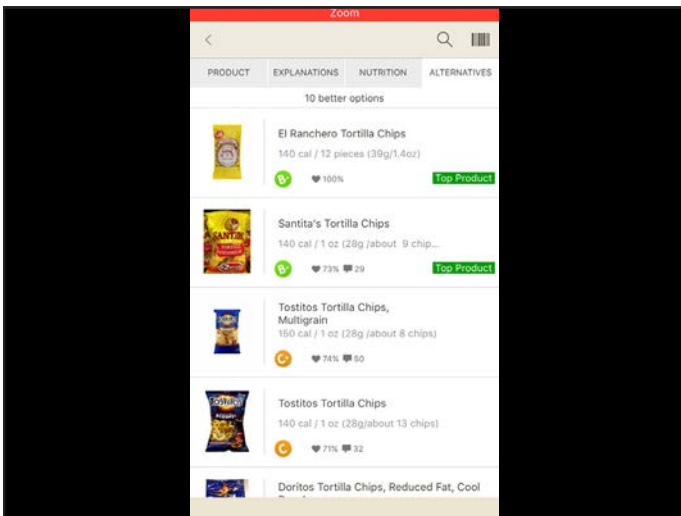 Zoom
PRODUCT EXPLANATIONS NUTRITION ALTERNATIVES
10 better options
El Ranchero Tortilla Chips
140 cal / 12 pieces (39g/1.4oz)
B- 100% Top Product
Santita's Tortilla Chips
140 cal / 1 oz (28g /about 9 chip...
B- 73% 29 Top Product
Tostitos Tortilla Chips,
Multigrain
150 cal / 1 oz (28g /about 8 chips)
C+ 74% 50
Tostitos Tortilla Chips
140 cal / 1 oz (28g/about 13 chips)
71% 32
Doritos Tortilla Chips, Reduced Fat, Cool